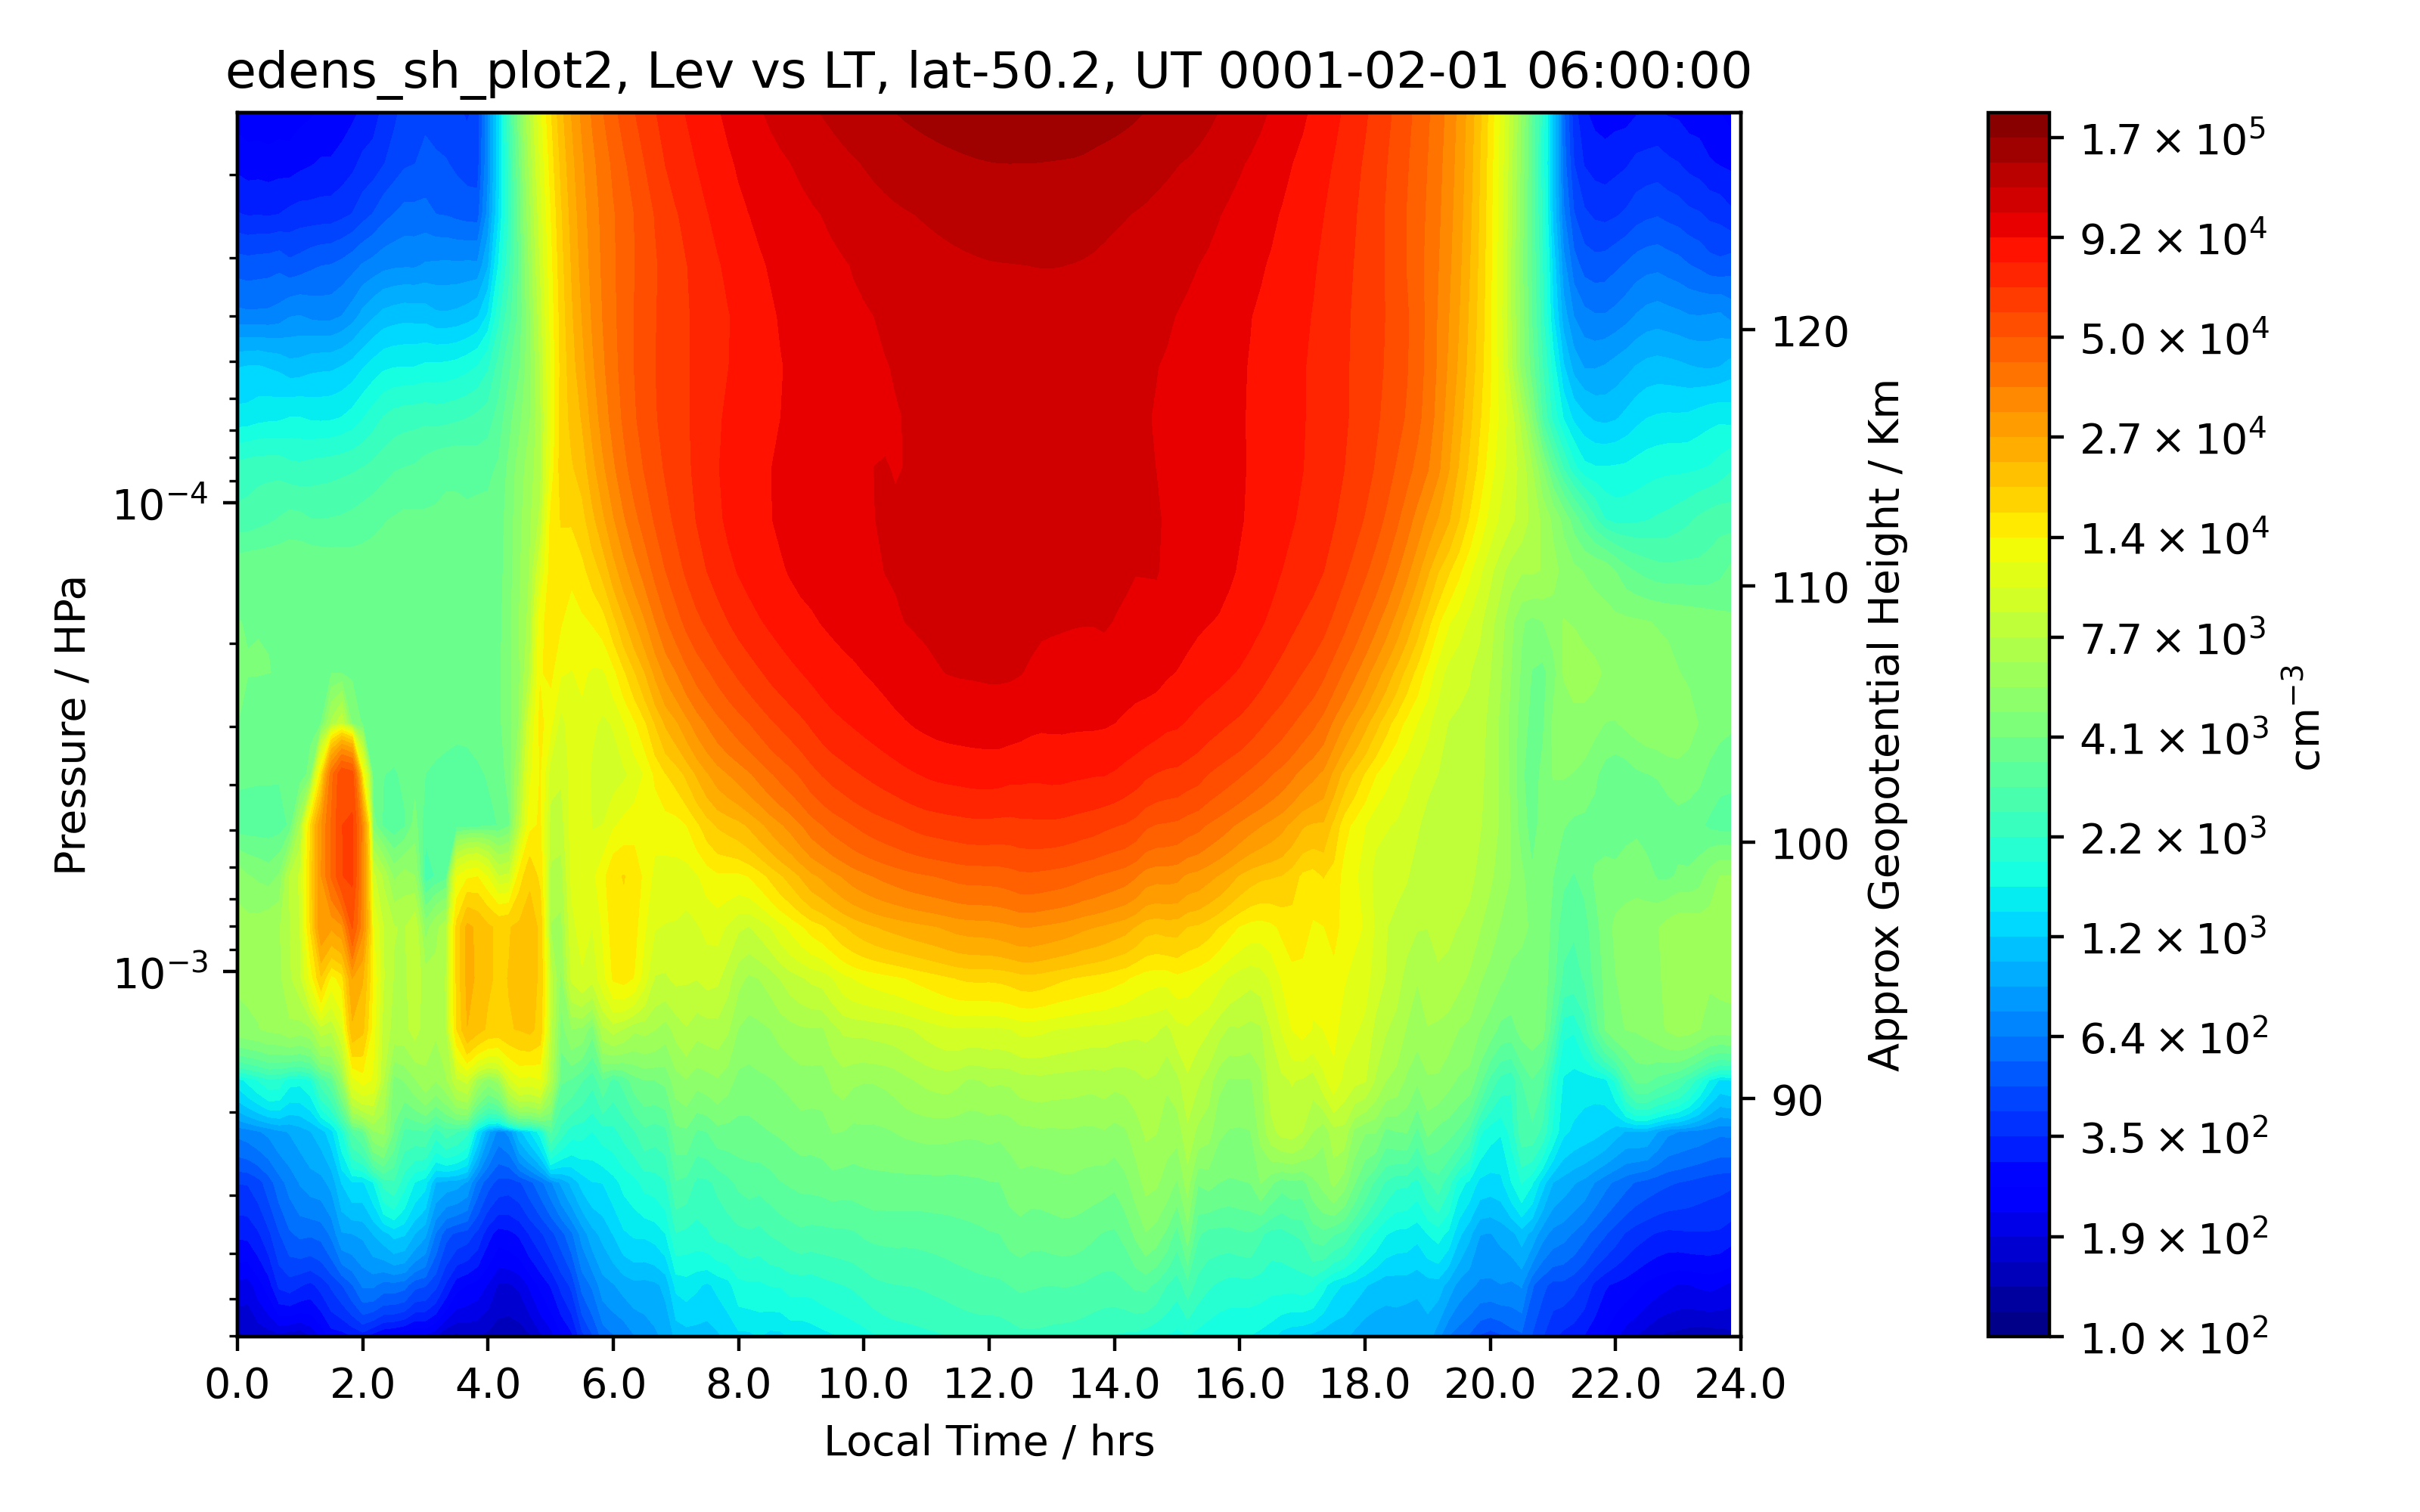 edens_sh_plot2, Lev vs LT, lat-50.2, UT 0001-02-01 06:00:00
Pressure / HPa
10⁻⁴
10⁻³
0.0 2.0 4.0 6.0 8.0 10.0 12.0 14.0 16.0 18.0 20.0 22.0 24.0
Local Time / hrs
120
110
100
90
Approx Geopotential Height / Km
1.7 × 10⁵
9.2 × 10⁴
5.0 × 10⁴
2.7 × 10⁴
1.4 × 10⁴
7.7 × 10³
4.1 × 10³
2.2 × 10³
1.2 × 10³
6.4 × 10²
3.5 × 10²
1.9 × 10²
1.0 × 10²
cm⁻³